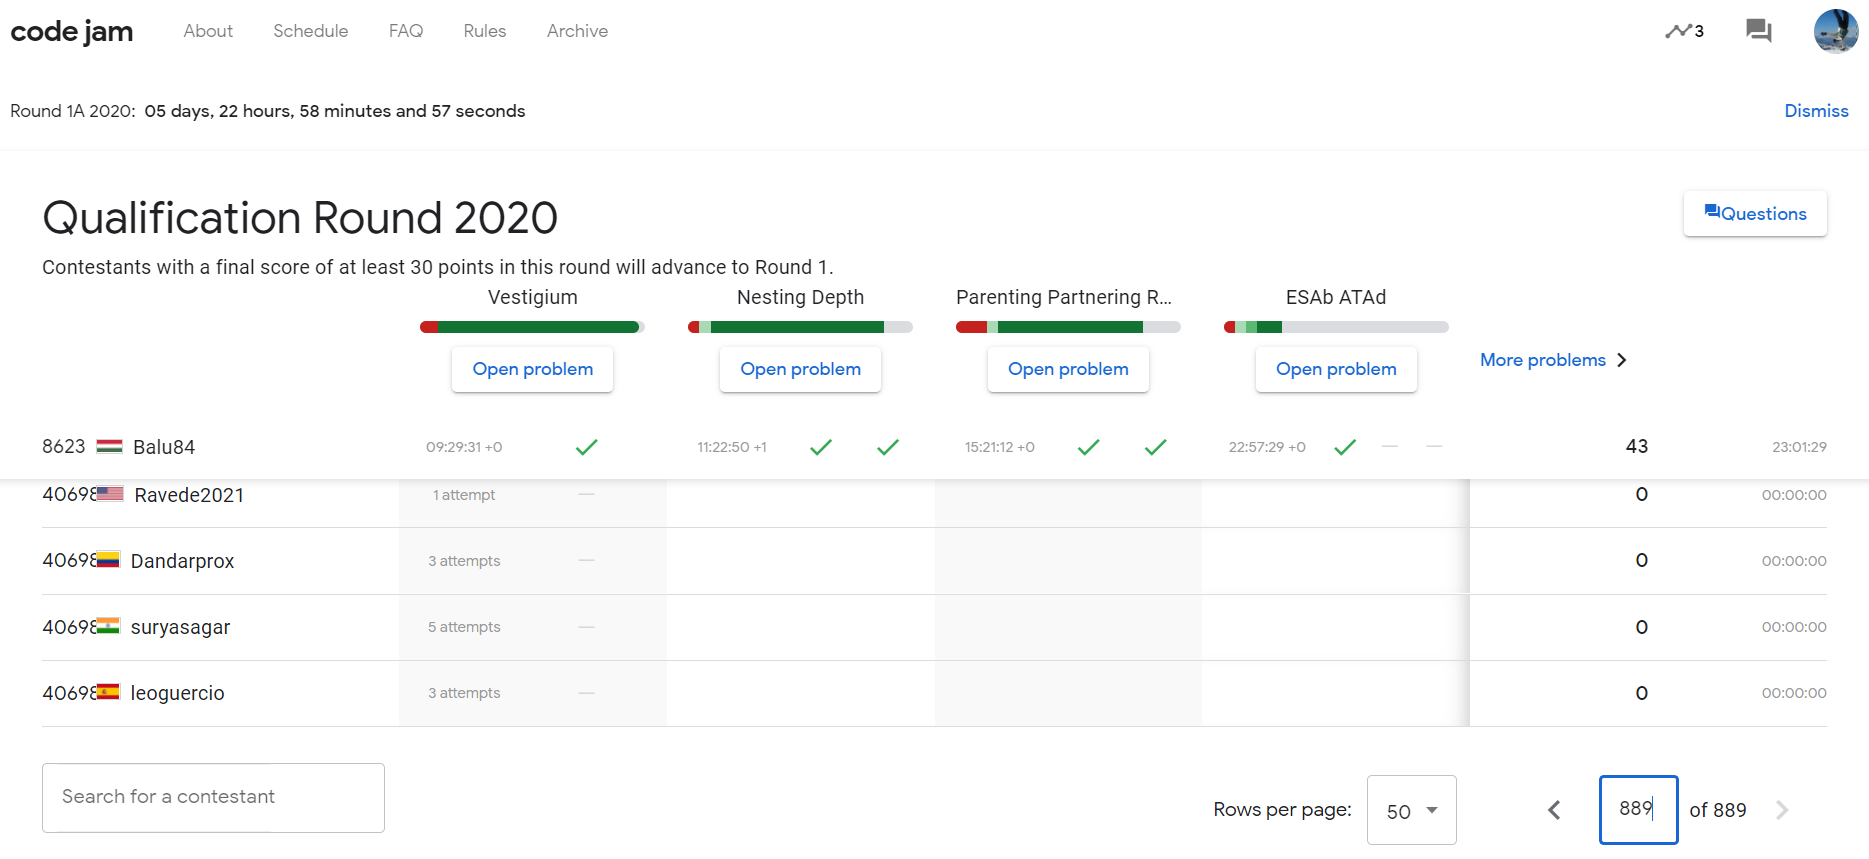 code jam About Schedule FAQ Rules Archive 3
Round 1A 2020: 05 days, 22 hours, 58 minutes and 57 seconds Dismiss
Qualification Round 2020 Questions
Contestants with a final score of at least 30 points in this round will advance to Round 1.
Vestigium Nesting Depth Parenting Partnering R... ESAb ATAd
Open problem Open problem Open problem Open problem More problems
8623 Balu84 09:29:31 +0 11:22:50 +1 15:21:12 +0 22:57:29 +0 43 23:01:29
40698 Ravede2021 1 attempt 0 00:00:00
40698 Dandarprox 3 attempts 0 00:00:00
40698 suryasagar 5 attempts 0 00:00:00
40698 leoguercio 3 attempts 0 00:00:00
Search for a contestant Rows per page: 50 889 of 889